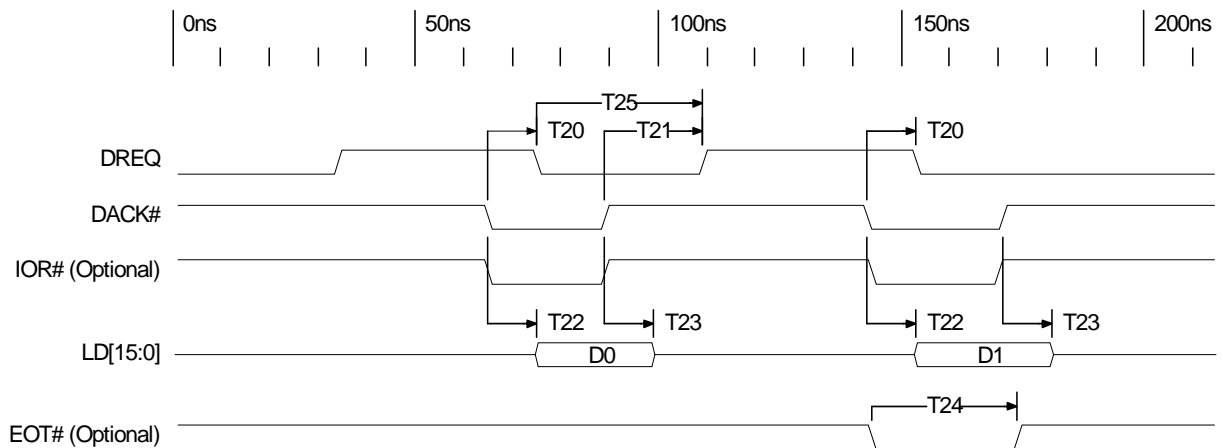 0ns 50ns 100ns 150ns 200ns
T25
T20 T21 T20
DREQ
DACK#
IOR# (Optional)
T22 T23 T22 T23
LD[15:0] D0 D1
T24
EOT# (Optional)